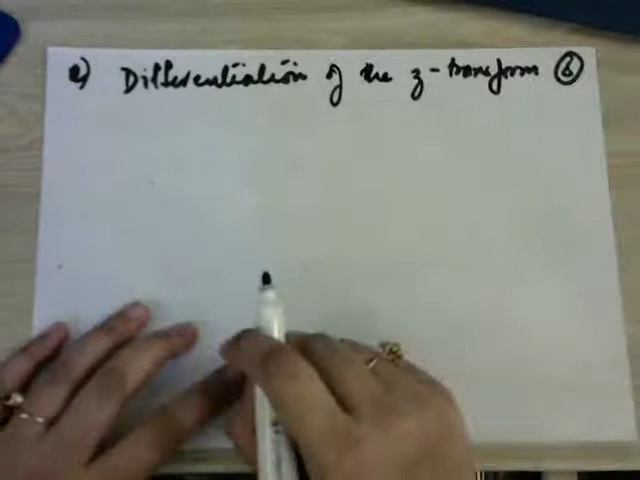 e) Differentiation of the z-transform 6